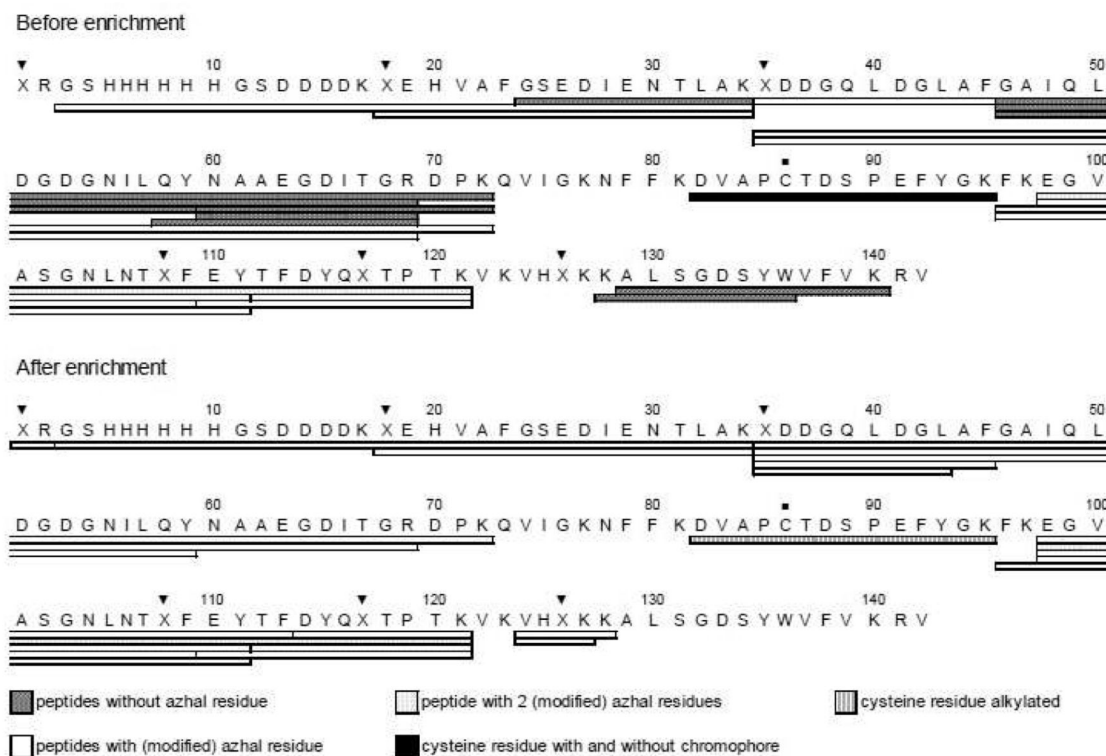 Before enrichment
10 20 30 40 50
X R G S H H H H H H G S D D D D K X E H V A F G S E D I E N T L A K X D D G Q L D G L A F G A I Q L
60 70 80 90 100
D G D G N I L Q Y N A A E G D I T G R D P K Q V I G K N F F K D V A P C T D S P E F Y G K F K E G V
110 120 130 140
A S G N L N T X F E Y T F D Y Q X T P T K V K V H X K K A L S G D S Y W V F V K R V
After enrichment
10 20 30 40 50
X R G S H H H H H H G S D D D D K X E H V A F G S E D I E N T L A K X D D G Q L D G L A F G A I Q L
60 70 80 90 100
D G D G N I L Q Y N A A E G D I T G R D P K Q V I G K N F F K D V A P C T D S P E F Y G K F K E G V
110 120 130 140
A S G N L N T X F E Y T F D Y Q X T P T K V K V H X K K A L S G D S Y W V F V K R V
peptides without azhal residue peptide with 2 (modified) azhal residues cysteine residue alkylated
peptides with (modified) azhal residue cysteine residue with and without chromophore